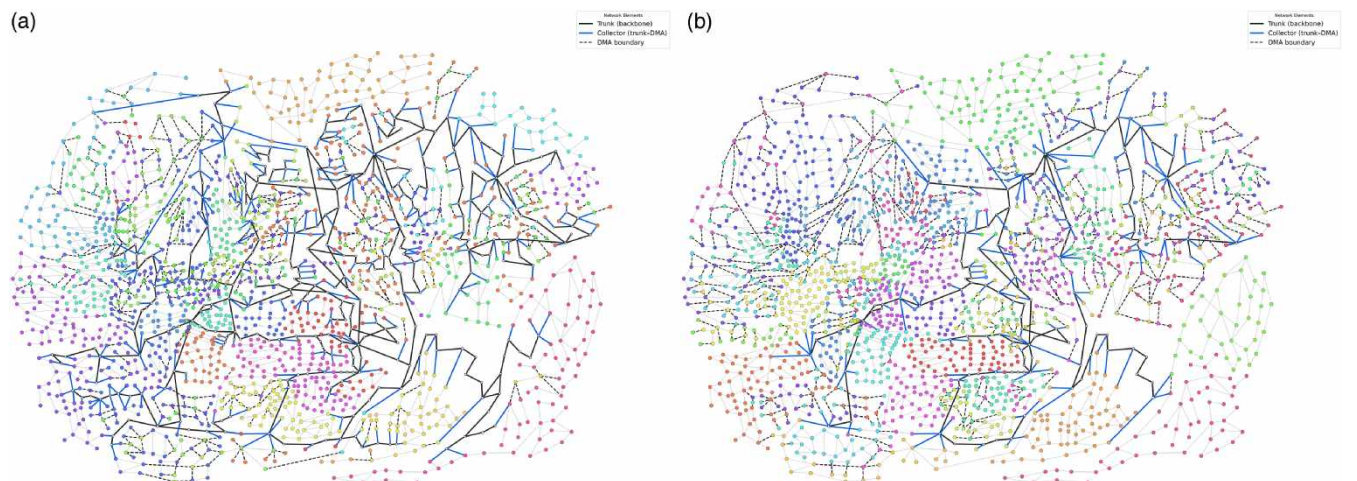 (a)
Network Elements
Trunk (backbone)
Collector (trunk–DMA)
DMA boundary
(b)
Network Elements
Trunk (backbone)
Collector (trunk–DMA)
DMA boundary